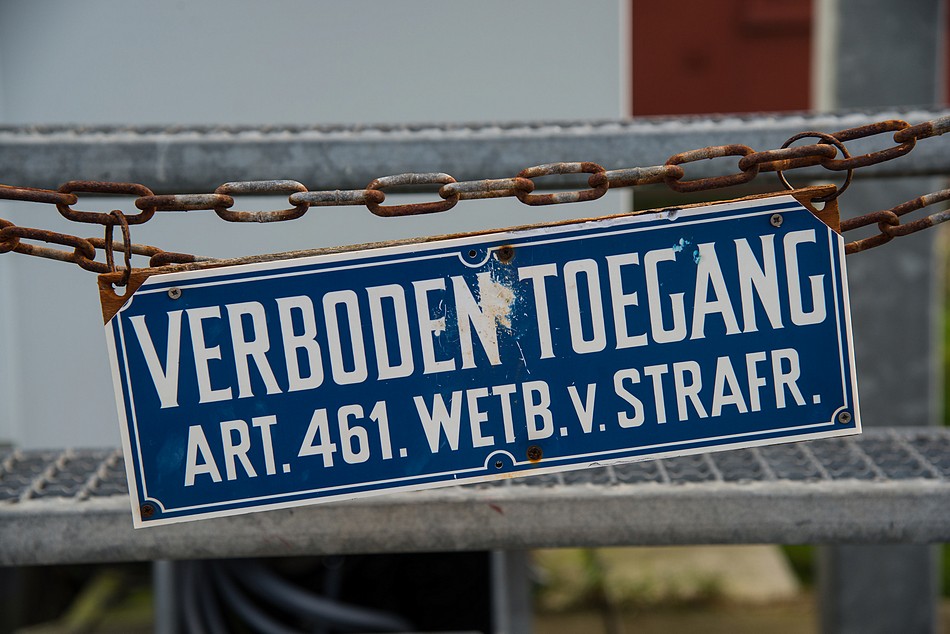 VERBODEN TOEGANG
ART. 461. WETB. v. STRAFR.